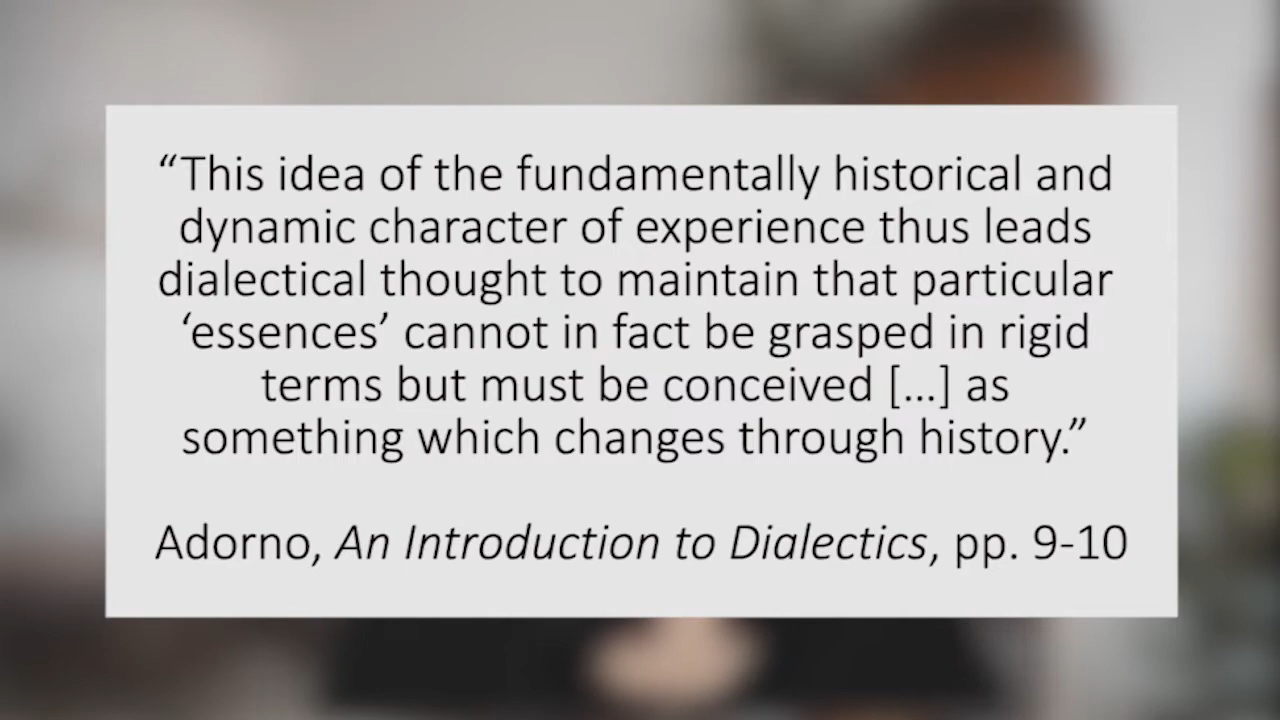 “This idea of the fundamentally historical and
dynamic character of experience thus leads
dialectical thought to maintain that particular
‘essences’ cannot in fact be grasped in rigid
terms but must be conceived [...] as
something which changes through history.”
Adorno, An Introduction to Dialectics, pp. 9-10